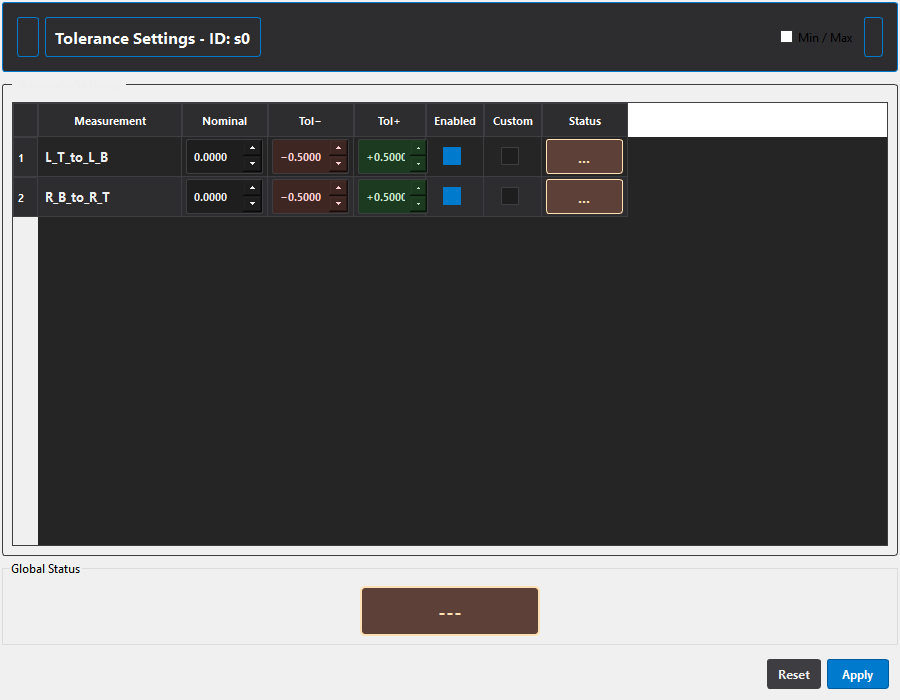 Tolerance Settings - ID: s0
Min / Max
Measurement Nominal Tol− Tol+ Enabled Custom Status
1 L_T_to_L_B 0.0000 −0.5000 +0.5000 ...
2 R_B_to_R_T 0.0000 −0.5000 +0.5000 ...
Global Status
---
Reset Apply